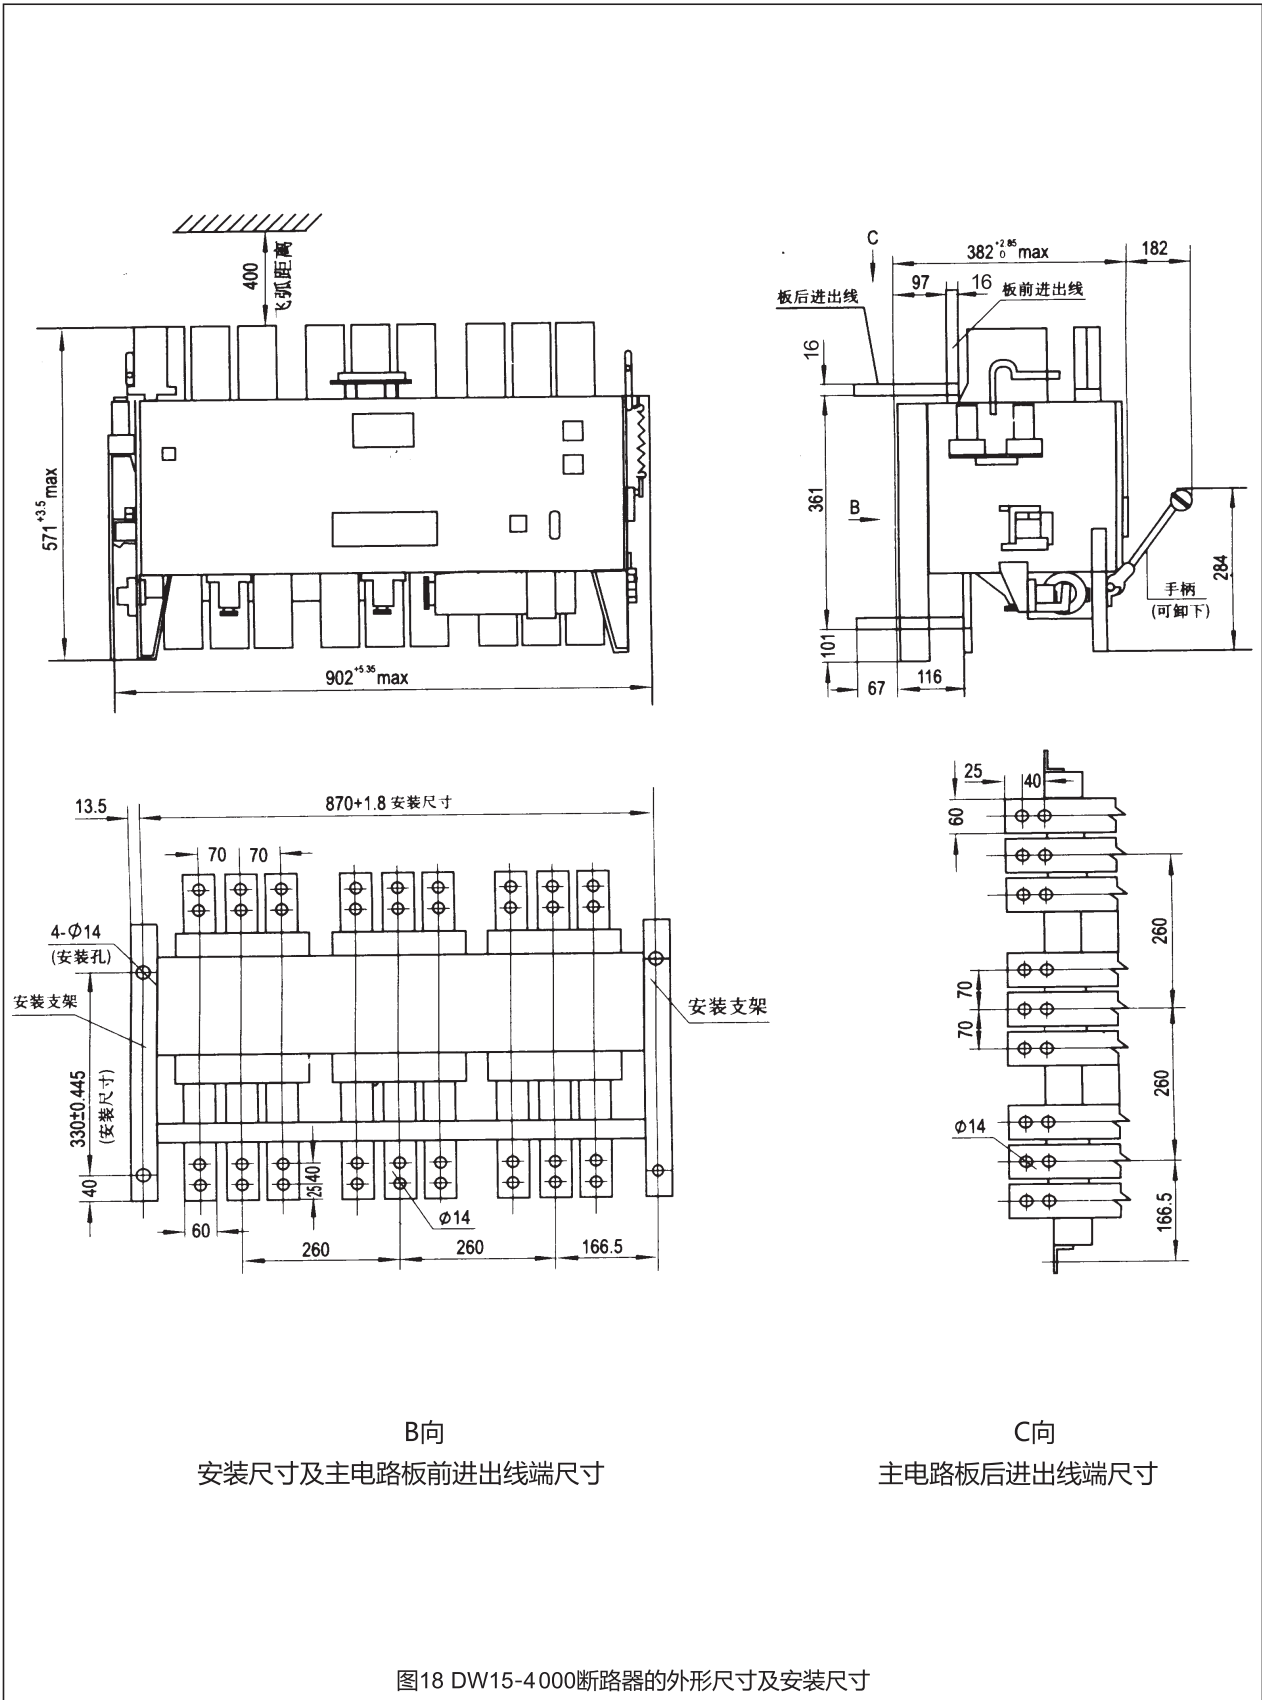 400
飞弧距离
571+3.5 max
902+5.35 max
C
382+2.85 0 max
182
97
16
板后进出线
板前进出线
16
361
B
284
手柄
(可卸下)
101
67
116
13.5
870+1.8 安装尺寸
70
70
4-Φ14
(安装孔)
安装支架
安装支架
330±0.445
(安装尺寸)
40
40
25
60
Φ14
260
260
166.5
25
40
60
260
70
70
260
Φ14
166.5
B向
安装尺寸及主电路板前进出线端尺寸
C向
主电路板后进出线端尺寸
图18 DW15-4000断路器的外形尺寸及安装尺寸